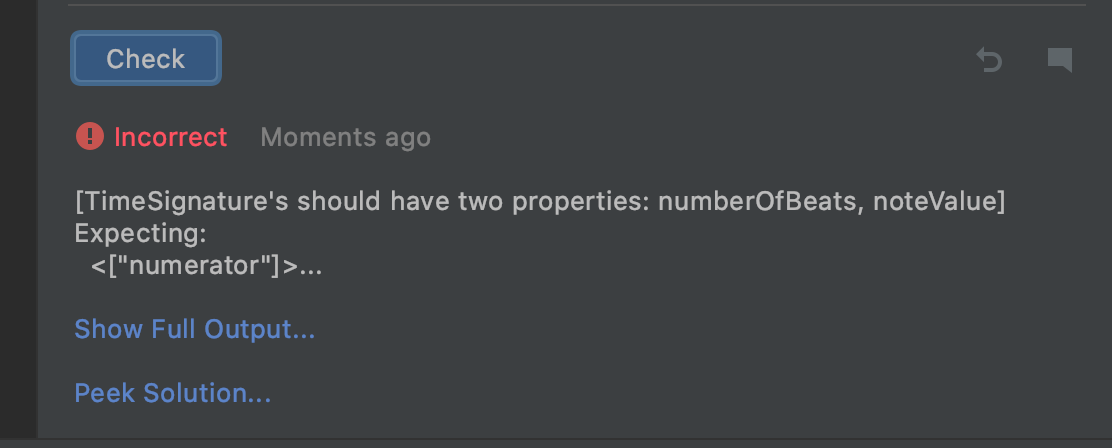 Check
Incorrect Moments ago
[TimeSignature's should have two properties: numberOfBeats, noteValue]
Expecting:
<["numerator"]>...
Show Full Output...
Peek Solution...